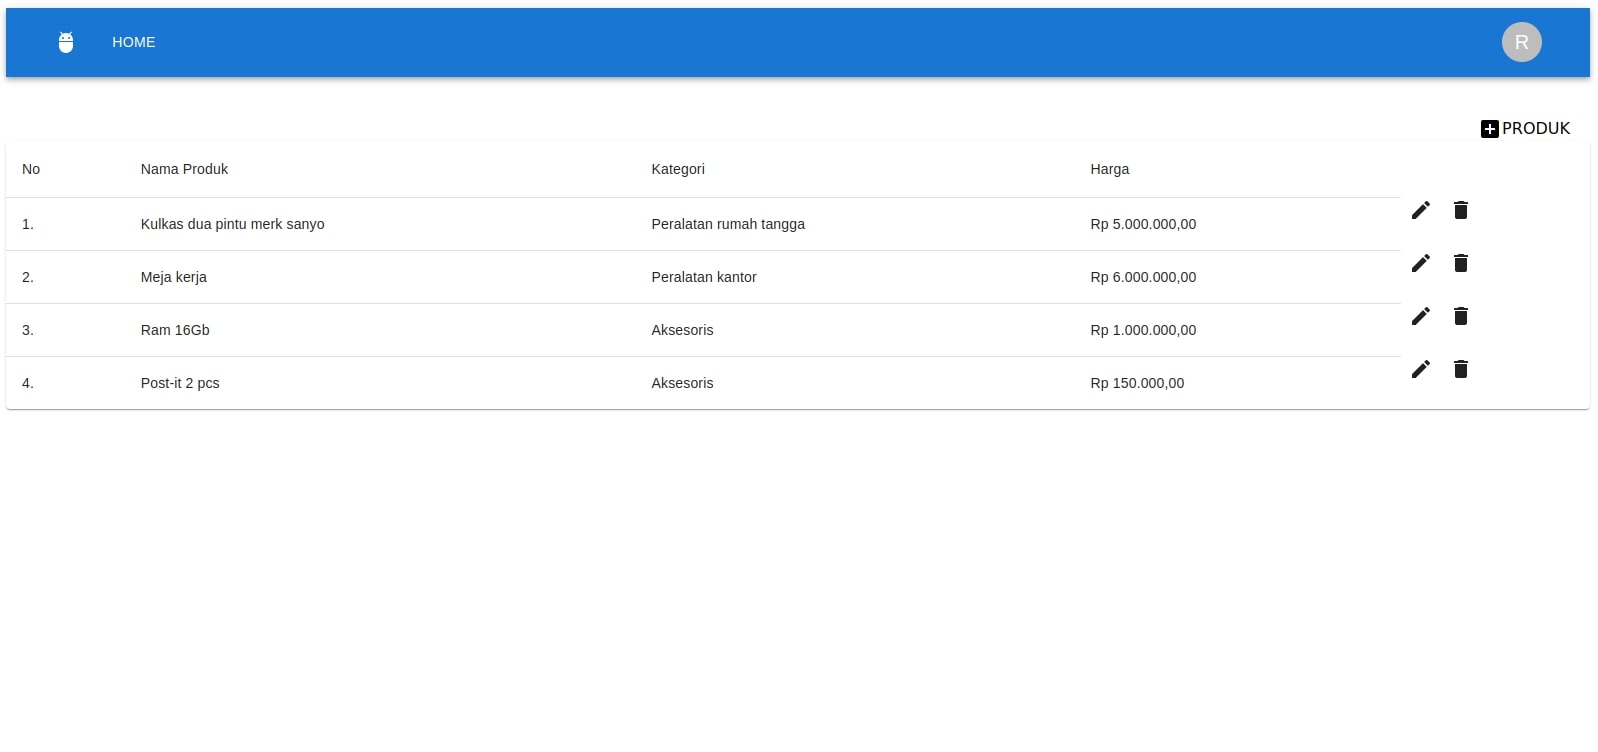 HOME
R
PRODUK
No Nama Produk Kategori Harga
1. Kulkas dua pintu merk sanyo Peralatan rumah tangga Rp 5.000.000,00
2. Meja kerja Peralatan kantor Rp 6.000.000,00
3. Ram 16Gb Aksesoris Rp 1.000.000,00
4. Post-it 2 pcs Aksesoris Rp 150.000,00